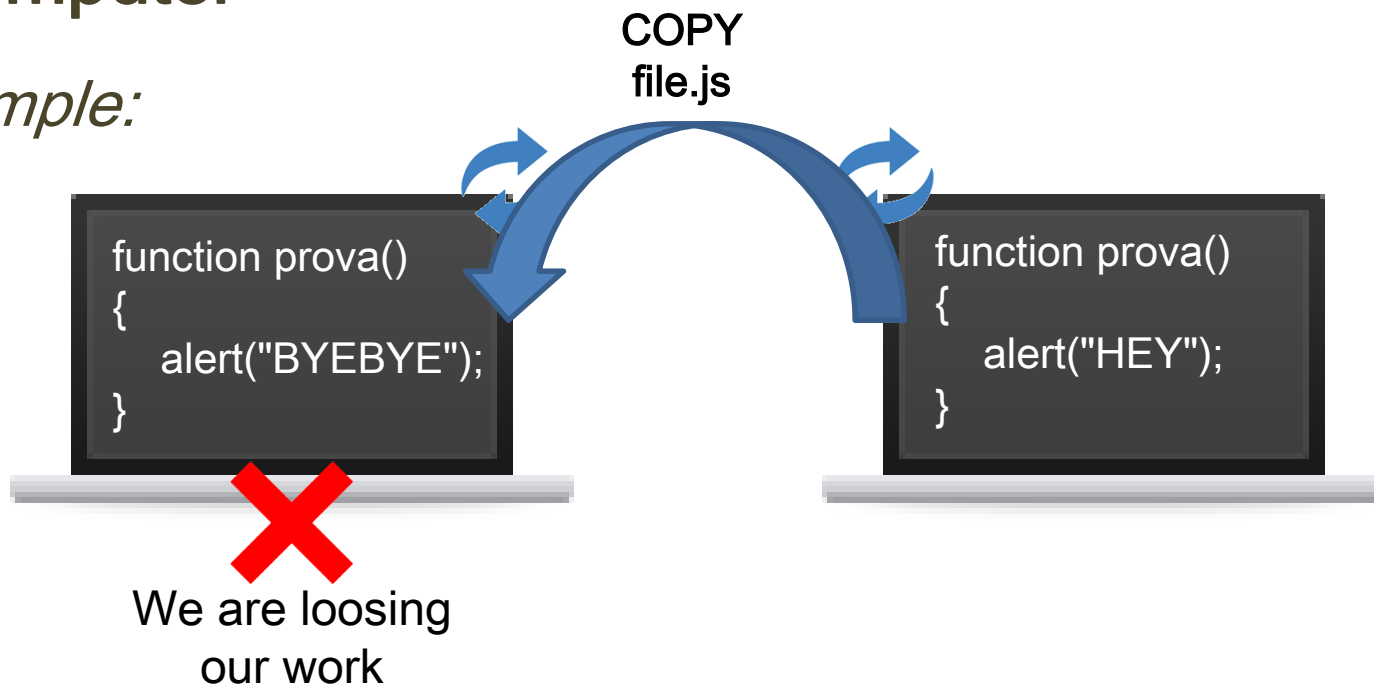 COPY
file.js
mple:
function prova()
{
alert("BYEBYE");
}
function prova()
{
alert("HEY");
}
We are loosing
our work